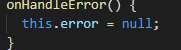 onHandleError() {
this.error = null;
}